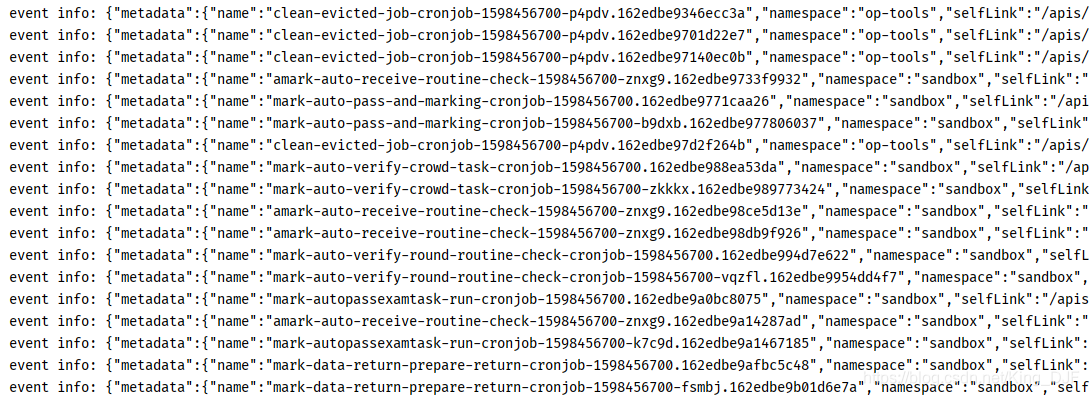 event info: {"metadata":{"name":"clean-evicted-job-cronjob-1598456700-p4pdv.162edbe9346ecc3a","namespace":"op-tools","selfLink":"/apis/
event info: {"metadata":{"name":"clean-evicted-job-cronjob-1598456700-p4pdv.162edbe9701d22e7","namespace":"op-tools","selfLink":"/apis/
event info: {"metadata":{"name":"clean-evicted-job-cronjob-1598456700-p4pdv.162edbe97140ec0b","namespace":"op-tools","selfLink":"/apis/
event info: {"metadata":{"name":"amark-auto-receive-routine-check-1598456700-znxg9.162edbe9733f9932","namespace":"sandbox","selfLink":"
event info: {"metadata":{"name":"mark-auto-pass-and-marking-cronjob-1598456700.162edbe9771caa26","namespace":"sandbox","selfLink":"/api
event info: {"metadata":{"name":"mark-auto-pass-and-marking-cronjob-1598456700-b9dxb.162edbe977806037","namespace":"sandbox","selfLink"
event info: {"metadata":{"name":"clean-evicted-job-cronjob-1598456700-p4pdv.162edbe97d2f264b","namespace":"op-tools","selfLink":"/apis/
event info: {"metadata":{"name":"mark-auto-verify-crowd-task-cronjob-1598456700.162edbe988ea53da","namespace":"sandbox","selfLink":"/ap
event info: {"metadata":{"name":"mark-auto-verify-crowd-task-cronjob-1598456700-zkkkx.162edbe989773424","namespace":"sandbox","selfLink
event info: {"metadata":{"name":"amark-auto-receive-routine-check-1598456700-znxg9.162edbe98ce5d13e","namespace":"sandbox","selfLink":"
event info: {"metadata":{"name":"amark-auto-receive-routine-check-1598456700-znxg9.162edbe98db9f926","namespace":"sandbox","selfLink":"
event info: {"metadata":{"name":"mark-auto-verify-round-routine-check-cronjob-1598456700.162edbe994d7e622","namespace":"sandbox","selfL
event info: {"metadata":{"name":"mark-auto-verify-round-routine-check-cronjob-1598456700-vqzfl.162edbe9954dd4f7","namespace":"sandbox",
event info: {"metadata":{"name":"mark-autopassexamtask-run-cronjob-1598456700.162edbe9a0bc8075","namespace":"sandbox","selfLink":"/apis
event info: {"metadata":{"name":"amark-auto-receive-routine-check-1598456700-znxg9.162edbe9a14287ad","namespace":"sandbox","selfLink":"
event info: {"metadata":{"name":"mark-autopassexamtask-run-cronjob-1598456700-k7c9d.162edbe9a1467185","namespace":"sandbox","selfLink":
event info: {"metadata":{"name":"mark-data-return-prepare-return-cronjob-1598456700.162edbe9afbc5c48","namespace":"sandbox","selfLink":
event info: {"metadata":{"name":"mark-data-return-prepare-return-cronjob-1598456700-fsmbj.162edbe9b01d6e7a","namespace":"sandbox","self